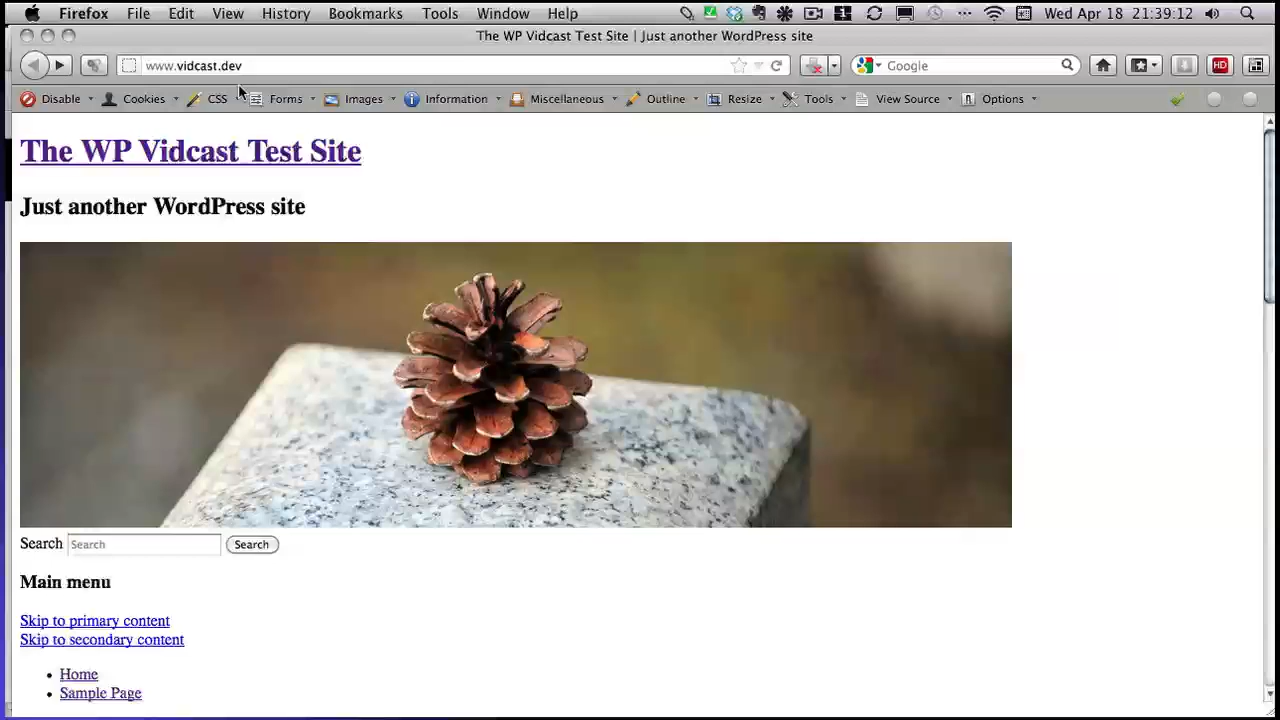 Firefox File Edit View History Bookmarks Tools Window Help Wed Apr 18 21:39:12
The WP Vidcast Test Site | Just another WordPress site
www.vidcast.dev Google HD
Disable Cookies CSS Forms Images Information Miscellaneous Outline Resize Tools View Source Options
The WP Vidcast Test Site
Just another WordPress site
Search Search Search
Main menu
Skip to primary content
Skip to secondary content
Home
Sample Page